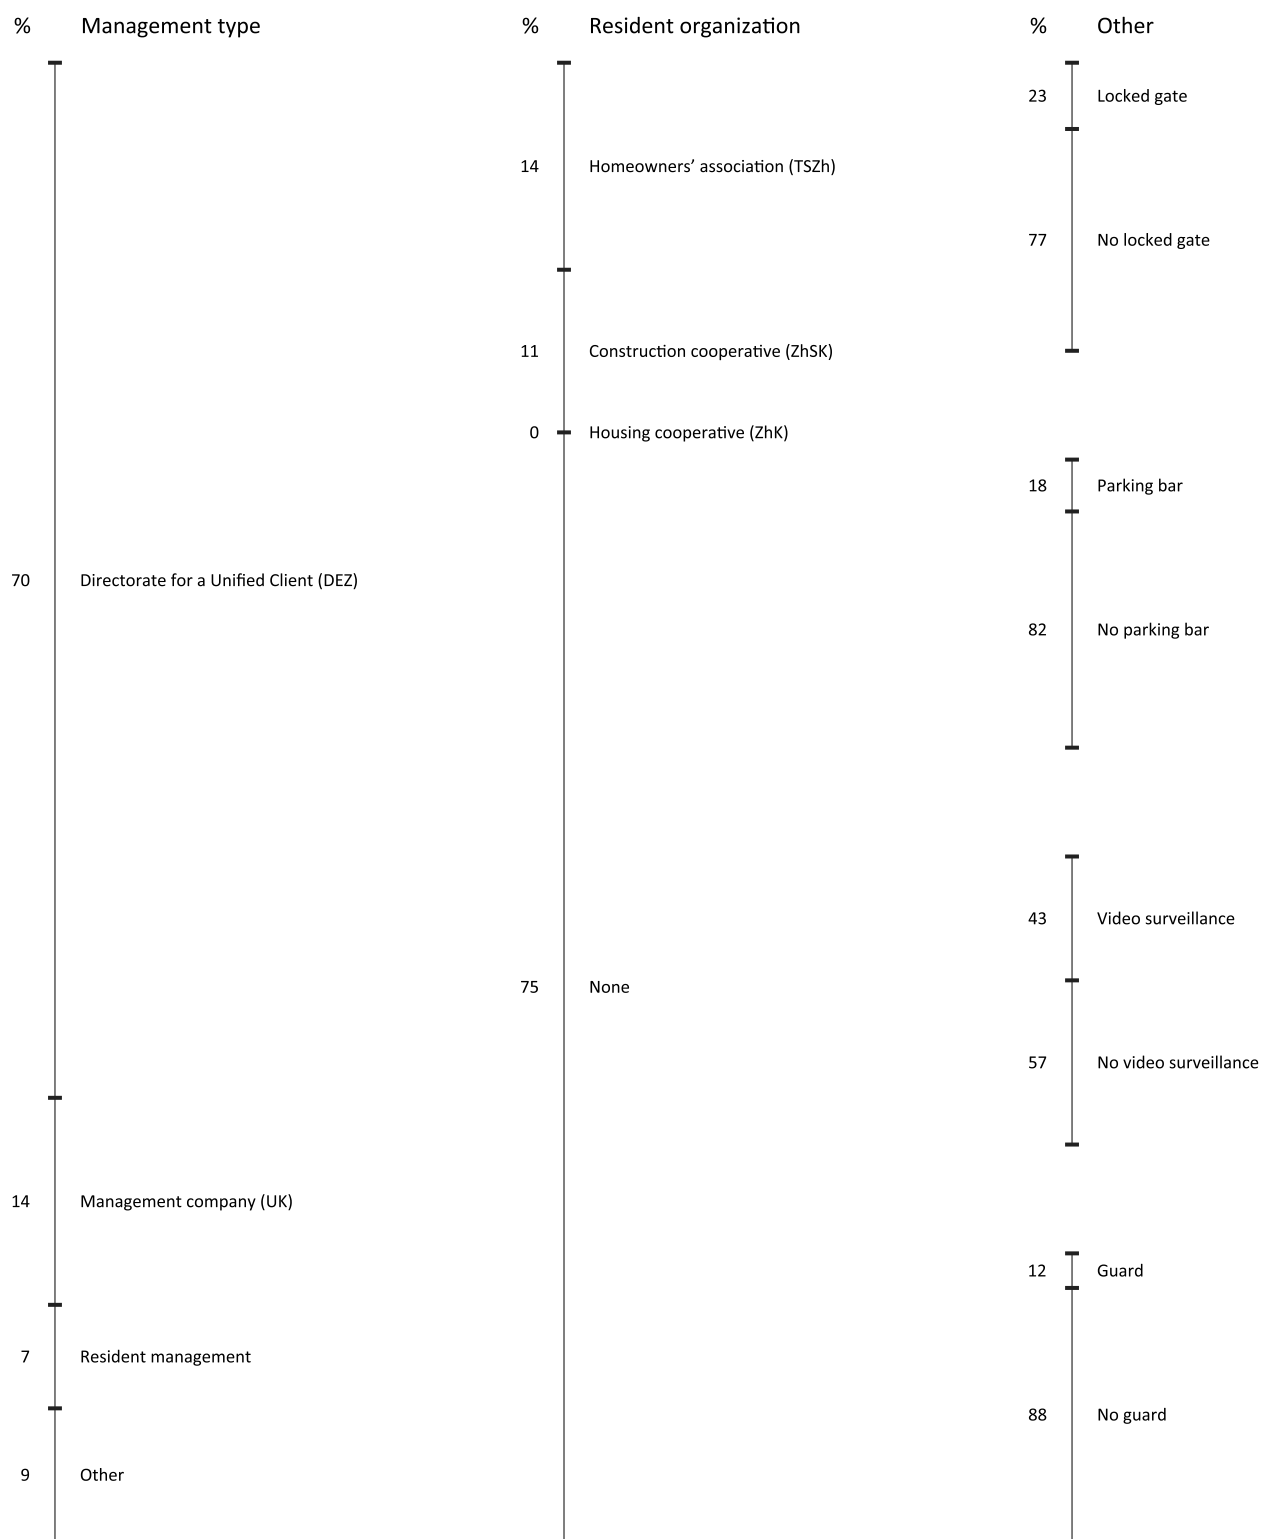 % Management type
70 Directorate for a Unified Client (DEZ)
14 Management company (UK)
7 Resident management
9 Other
% Resident organization
14 Homeowners’ association (TSZh)
11 Construction cooperative (ZhSK)
0 Housing cooperative (ZhK)
75 None
% Other
23 Locked gate
77 No locked gate
18 Parking bar
82 No parking bar
43 Video surveillance
57 No video surveillance
12 Guard
88 No guard